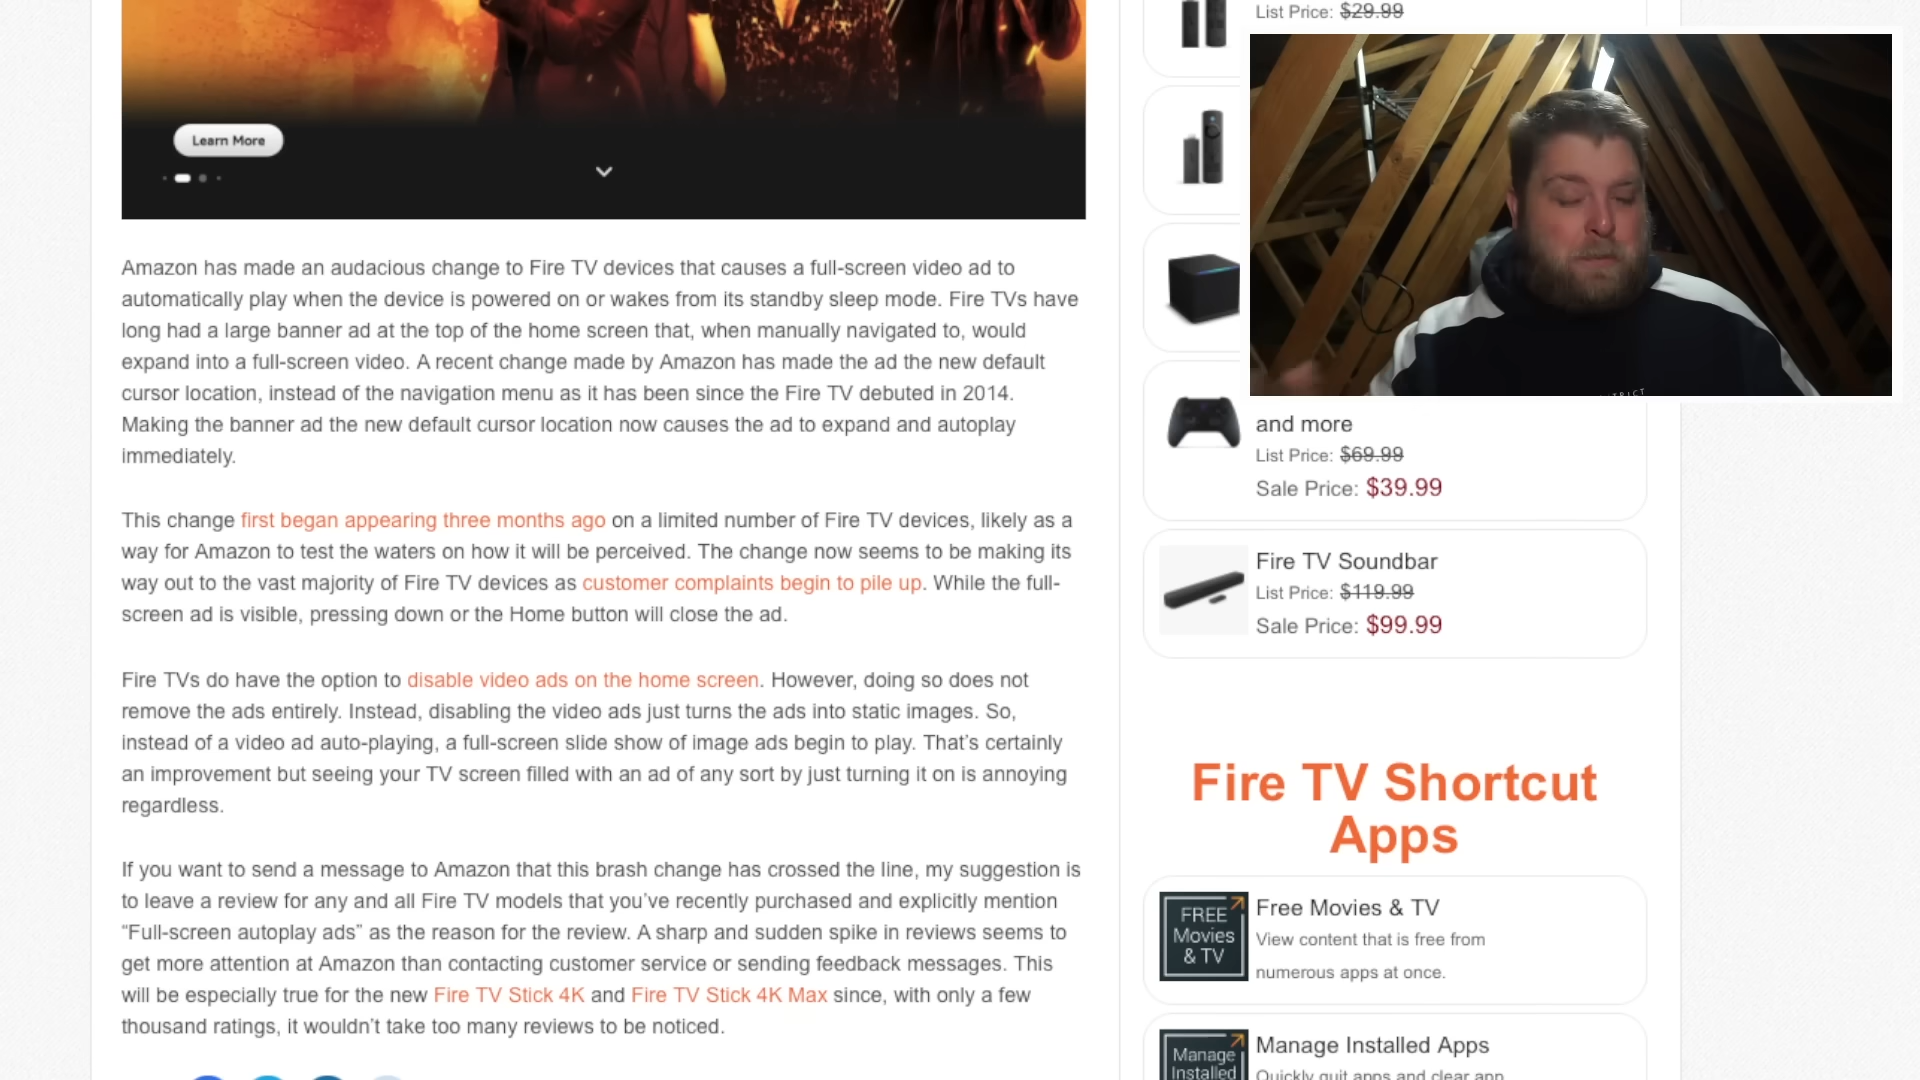 Learn More
Amazon has made an audacious change to Fire TV devices that causes a full-screen video ad to
automatically play when the device is powered on or wakes from its standby sleep mode. Fire TVs have
long had a large banner ad at the top of the home screen that, when manually navigated to, would
expand into a full-screen video. A recent change made by Amazon has made the ad the new default
cursor location, instead of the navigation menu as it has been since the Fire TV debuted in 2014.
Making the banner ad the new default cursor location now causes the ad to expand and autoplay
immediately.
This change first began appearing three months ago on a limited number of Fire TV devices, likely as a
way for Amazon to test the waters on how it will be perceived. The change now seems to be making its
way out to the vast majority of Fire TV devices as customer complaints begin to pile up. While the full-
screen ad is visible, pressing down or the Home button will close the ad.
Fire TVs do have the option to disable video ads on the home screen. However, doing so does not
remove the ads entirely. Instead, disabling the video ads just turns the ads into static images. So,
instead of a video ad auto-playing, a full-screen slide show of image ads begin to play. That's certainly
an improvement but seeing your TV screen filled with an ad of any sort by just turning it on is annoying
regardless.
If you want to send a message to Amazon that this brash change has crossed the line, my suggestion is
to leave a review for any and all Fire TV models that you've recently purchased and explicitly mention
“Full-screen autoplay ads” as the reason for the review. A sharp and sudden spike in reviews seems to
get more attention at Amazon than contacting customer service or sending feedback messages. This
will be especially true for the new Fire TV Stick 4K and Fire TV Stick 4K Max since, with only a few
thousand ratings, it wouldn't take too many reviews to be noticed.
List Price: $29.99
and more
List Price: $69.99
Sale Price: $39.99
Fire TV Soundbar
List Price: $119.99
Sale Price: $99.99
Fire TV Shortcut
Apps
FREE
Movies
& TV
Free Movies & TV
View content that is free from
numerous apps at once.
Manage
Installed
Manage Installed Apps
Quickly quit apps and clear app